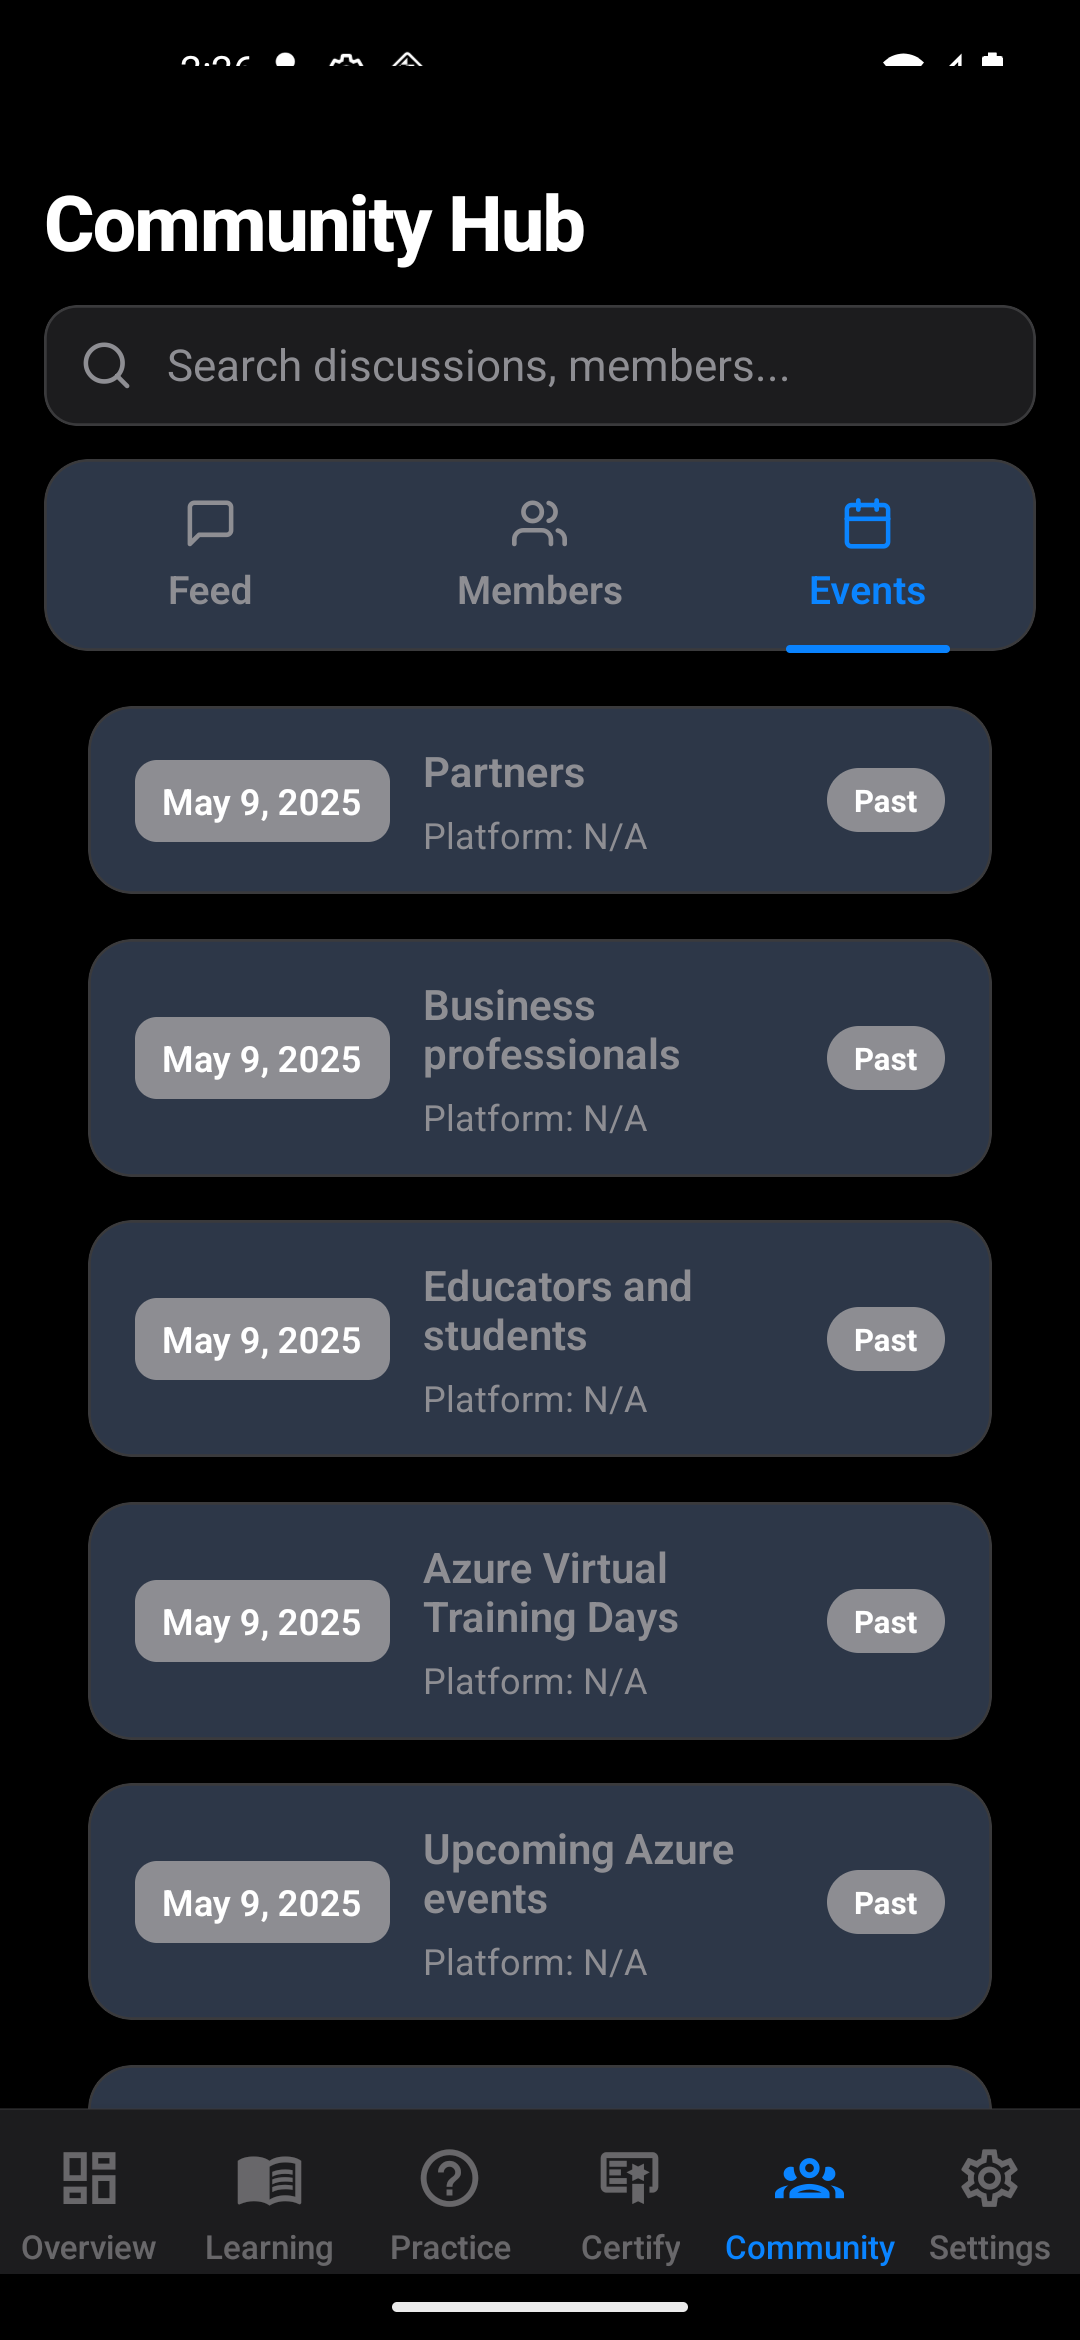 Community Hub
Search discussions, members...
Feed
Members
Events
May 9, 2025
Partners
Platform: N/A
Past
May 9, 2025
Business
professionals
Platform: N/A
Past
May 9, 2025
Educators and
students
Platform: N/A
Past
May 9, 2025
Azure Virtual
Training Days
Platform: N/A
Past
May 9, 2025
Upcoming Azure
events
Platform: N/A
Past
Overview
Learning
Practice
Certify
Community
Settings